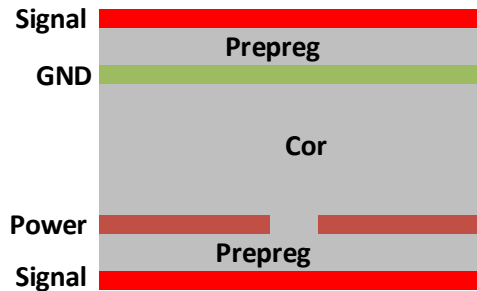 Signal
Prepreg
GND
Cor
Power
Prepreg
Signal